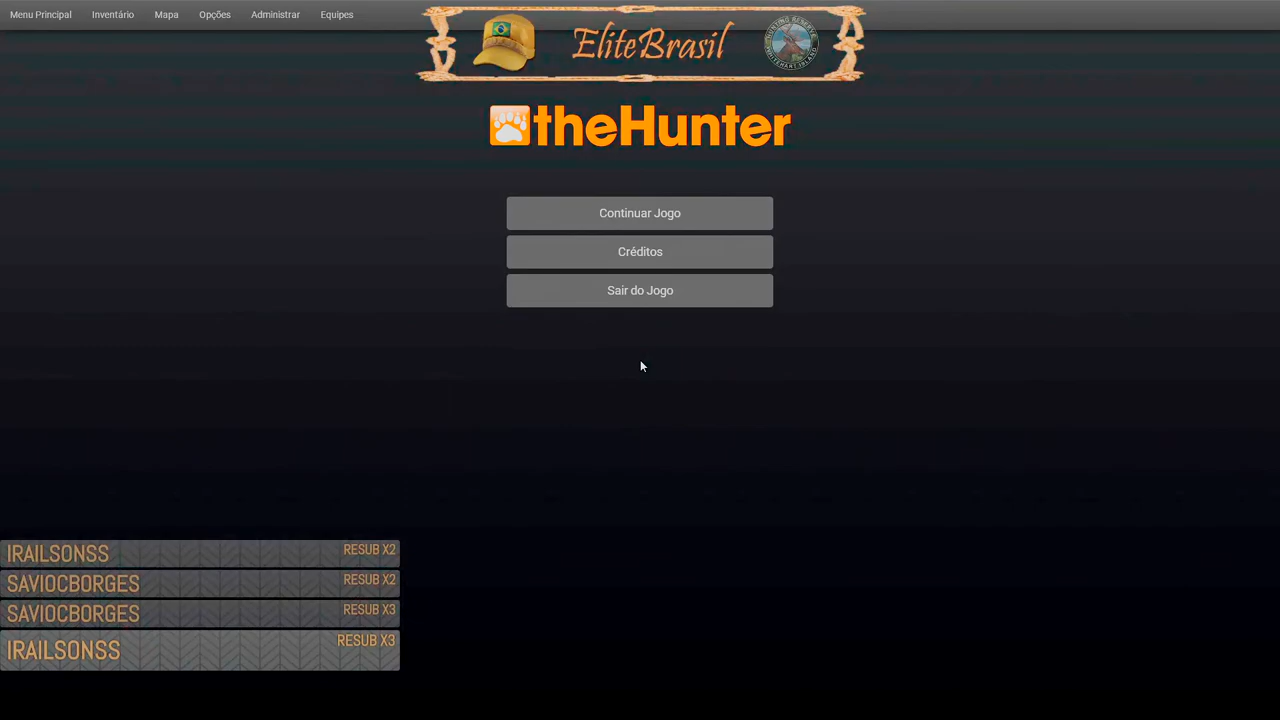 Menu Principal Inventário Mapa Opções Administrar Equipes
EliteBrasil
theHunter
Continuar Jogo
Créditos
Sair do Jogo
IRAILSONSS RESUB X2
SAVIOCBORGES RESUB X2
SAVIOCBORGES RESUB X3
IRAILSONSS RESUB X3